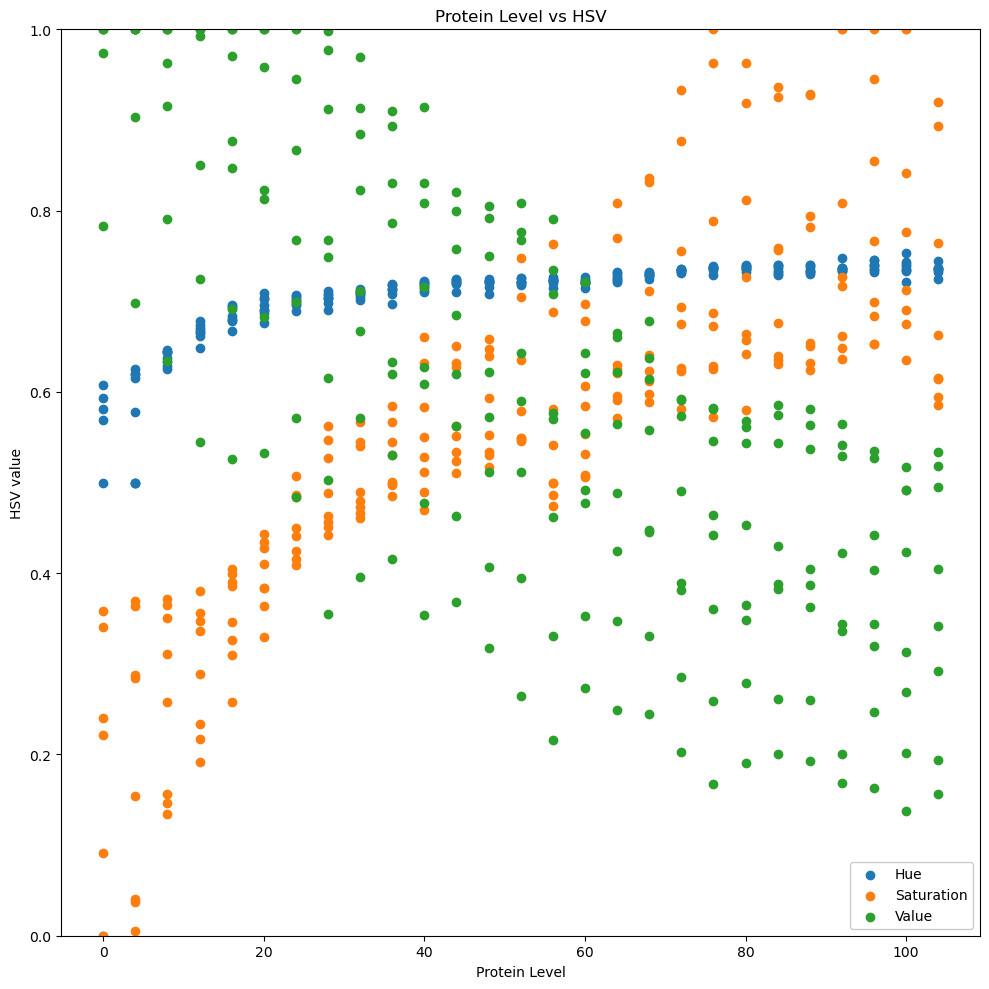 Protein Level vs HSV
1.0
0.8
0.6
0.4
0.2
0.0
HSV value
0 20 40 60 80 100
Protein Level
Hue
Saturation
Value